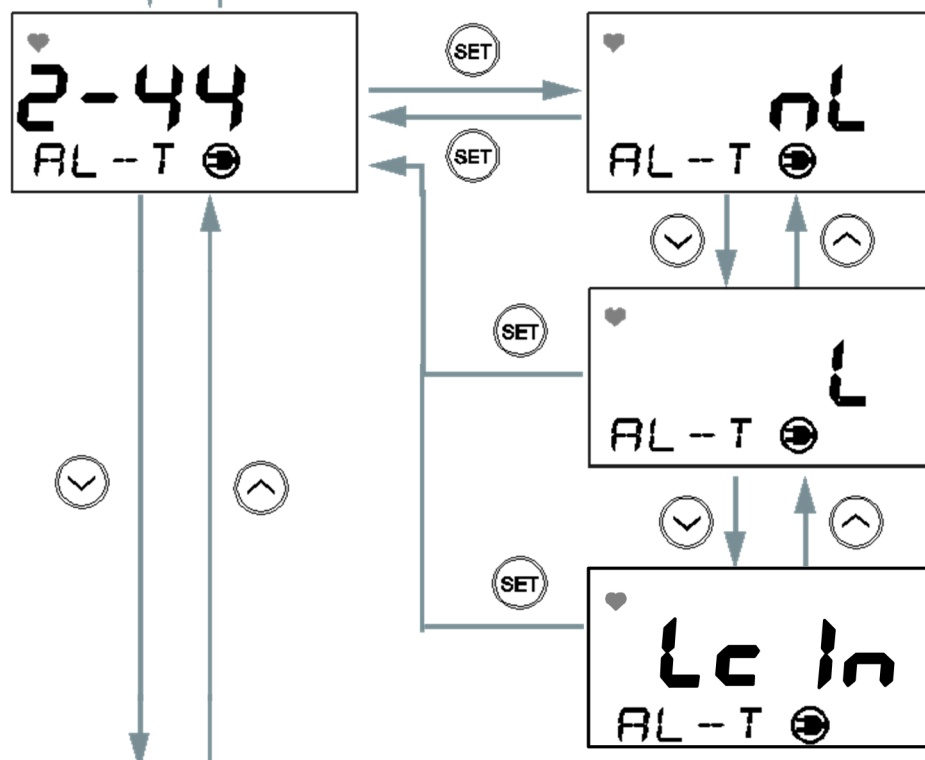 SET
2-44
nL
AL--T
AL--T
SET
SET
L
AL--T
SET
Lc In
AL--T